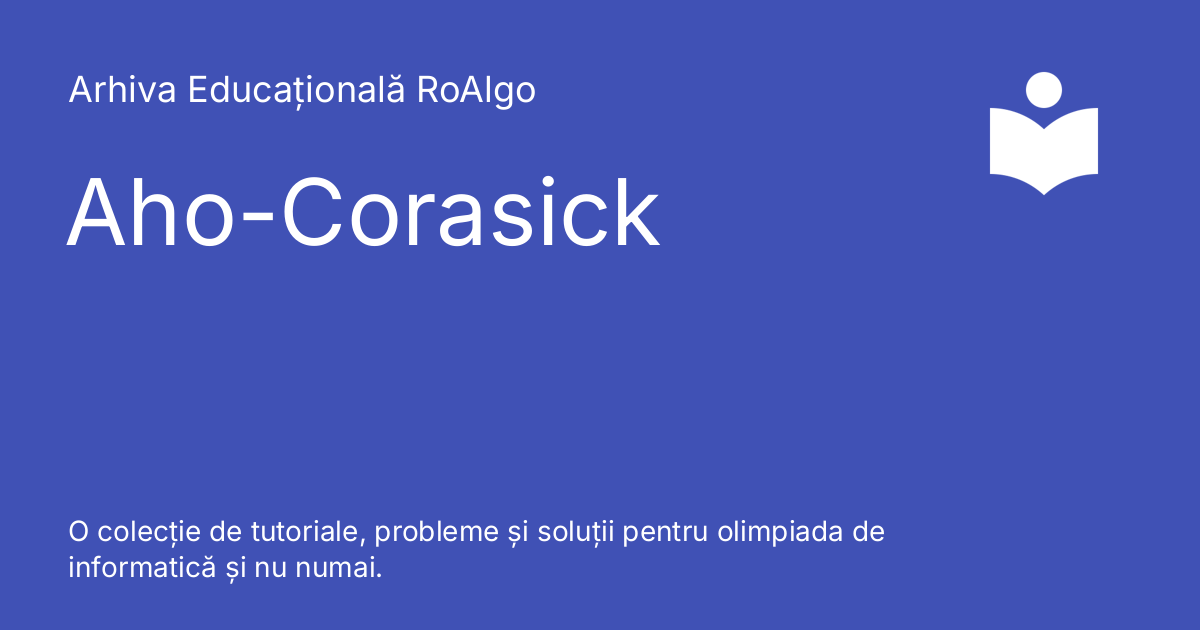 Arhiva Educațională RoAlgo
Aho-Corasick
O colecție de tutoriale, probleme și soluții pentru olimpiada de
informatică și nu numai.